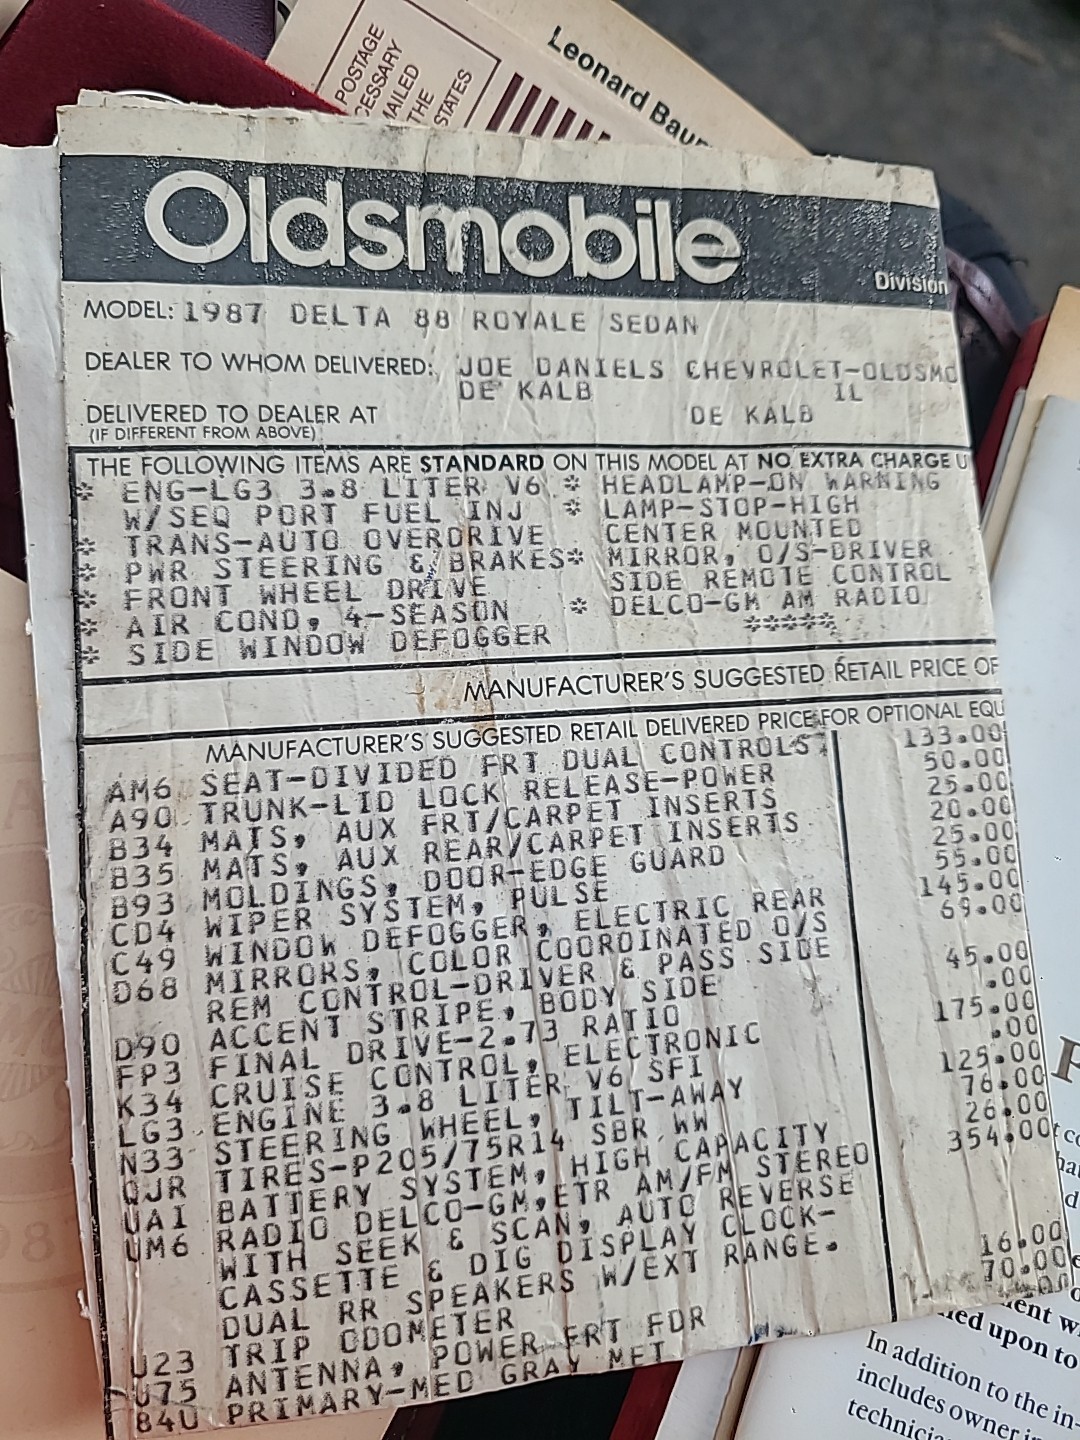 POSTAGE
CESSARY
MAILED
THE
STATES
Leonard Baur
Oldsmobile
Division
MODEL: 1987 DELTA 88 ROYALE SEDAN
DEALER TO WHOM DELIVERED: JOE DANIELS CHEVROLET-OLDSMO
DE KALB IL
DELIVERED TO DEALER AT DE KALB
(IF DIFFERENT FROM ABOVE)
THE FOLLOWING ITEMS ARE STANDARD ON THIS MODEL AT NO EXTRA CHARGE U
* ENG-LG3 3.8 LITER V6 * HEADLAMP-ON WARNING
W/SEQ PORT FUEL INJ * LAMP-STOP-HIGH
* TRANS-AUTO OVERDRIVE CENTER MOUNTED
* PWR STEERING & BRAKES * MIRROR, O/S-DRIVER
* FRONT WHEEL DRIVE SIDE REMOTE CONTROL
* AIR COND, 4-SEASON * DELCO-GM AM RADIO
* SIDE WINDOW DEFOGGER *****
MANUFACTURER'S SUGGESTED RETAIL PRICE OF
MANUFACTURER'S SUGGESTED RETAIL DELIVERED PRICE FOR OPTIONAL EQU
AM6 SEAT-DIVIDED FRT DUAL CONTROLS 133.00
A90 TRUNK-LID LOCK RELEASE-POWER 50.00
B34 MATS, AUX FRT/CARPET INSERTS 25.00
B35 MATS, AUX REAR/CARPET INSERTS 20.00
B93 MOLDINGS, DOOR-EDGE GUARD 25.00
CD4 WIPER SYSTEM, PULSE 55.00
C49 WINDOW DEFOGGER, ELECTRIC REAR 145.00
D68 MIRRORS, COLOR COORDINATED O/S 69.00
REM CONTROL-DRIVER & PASS SIDE
D90 ACCENT STRIPE, BODY SIDE 45.00
FP3 FINAL DRIVE-2.73 RATIO .00
K34 CRUISE CONTROL, ELECTRONIC 175.00
LG3 ENGINE 3.8 LITER V6 SFI .00
N33 STEERING WHEEL, TILT-AWAY 125.00
QJR TIRES-P205/75R14 SBR WW 76.00
UA1 BATTERY SYSTEM, HIGH CAPACITY 26.00
UM6 RADIO DELCO-GM,ETR AM/FM STEREO 354.00
WITH SEEK & SCAN, AUTO REVERSE
CASSETTE & DIG DISPLAY CLOCK-
DUAL RR SPEAKERS W/EXT RANGE.
U23 TRIP ODOMETER 16.00
U75 ANTENNA, POWER FRT FDR 70.00
84U PRIMARY-MED GRAY MET .00
ied upon to
In addition to the in-
includes owner in
technicia